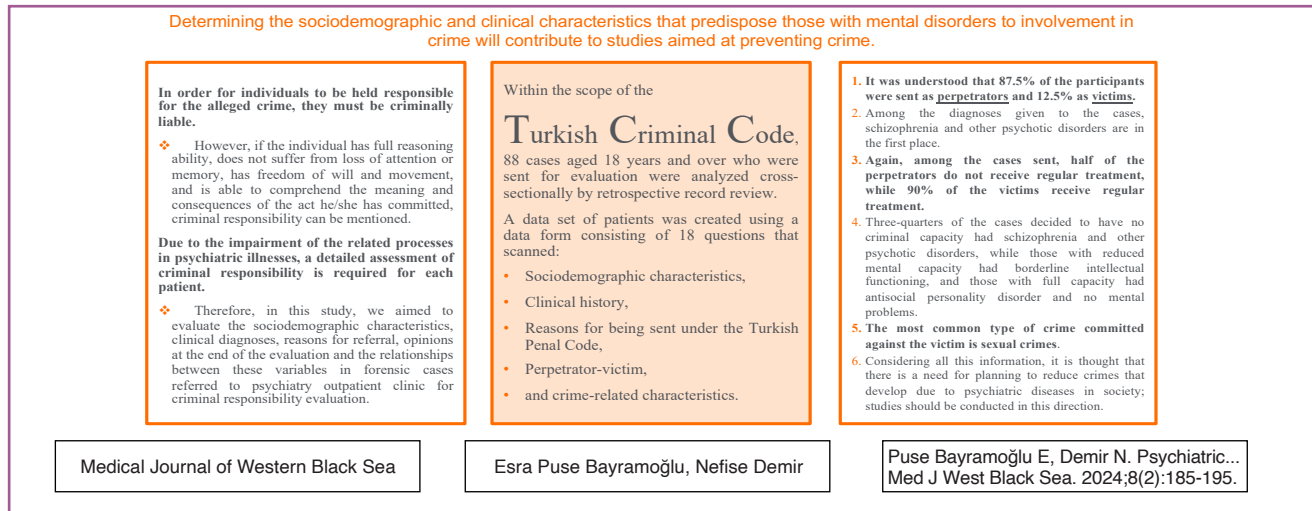 Determining the sociodemographic and clinical characteristics that predispose those with mental disorders to involvement in
crime will contribute to studies aimed at preventing crime.
In order for individuals to be held responsible
for the alleged crime, they must be criminally
liable.
❖ However, if the individual has full reasoning
ability, does not suffer from loss of attention or
memory, has freedom of will and movement,
and is able to comprehend the meaning and
consequences of the act he/she has committed,
criminal responsibility can be mentioned.
Due to the impairment of the related processes
in psychiatric illnesses, a detailed assessment of
criminal responsibility is required for each
patient.
❖ Therefore, in this study, we aimed to
evaluate the sociodemographic characteristics,
clinical diagnoses, reasons for referral, opinions
at the end of the evaluation and the relationships
between these variables in forensic cases
referred to psychiatry outpatient clinic for
criminal responsibility evaluation.
Within the scope of the
Turkish Criminal Code,
88 cases aged 18 years and over who were
sent for evaluation were analyzed cross-
sectionally by retrospective record review.
A data set of patients was created using a
data form consisting of 18 questions that
scanned:
• Sociodemographic characteristics,
• Clinical history,
• Reasons for being sent under the Turkish
Penal Code,
• Perpetrator-victim,
• and crime-related characteristics.
1. It was understood that 87.5% of the participants
were sent as perpetrators and 12.5% as victims.
2. Among the diagnoses given to the cases,
schizophrenia and other psychotic disorders are in
the first place.
3. Again, among the cases sent, half of the
perpetrators do not receive regular treatment,
while 90% of the victims receive regular
treatment.
4. Three-quarters of the cases decided to have no
criminal capacity had schizophrenia and other
psychotic disorders, while those with reduced
mental capacity had borderline intellectual
functioning, and those with full capacity had
antisocial personality disorder and no mental
problems.
5. The most common type of crime committed
against the victim is sexual crimes.
6. Considering all this information, it is thought that
there is a need for planning to reduce crimes that
develop due to psychiatric diseases in society;
studies should be conducted in this direction.
Medical Journal of Western Black Sea
Esra Puse Bayramoğlu, Nefise Demir
Puse Bayramoğlu E, Demir N. Psychiatric...
Med J West Black Sea. 2024;8(2):185-195.